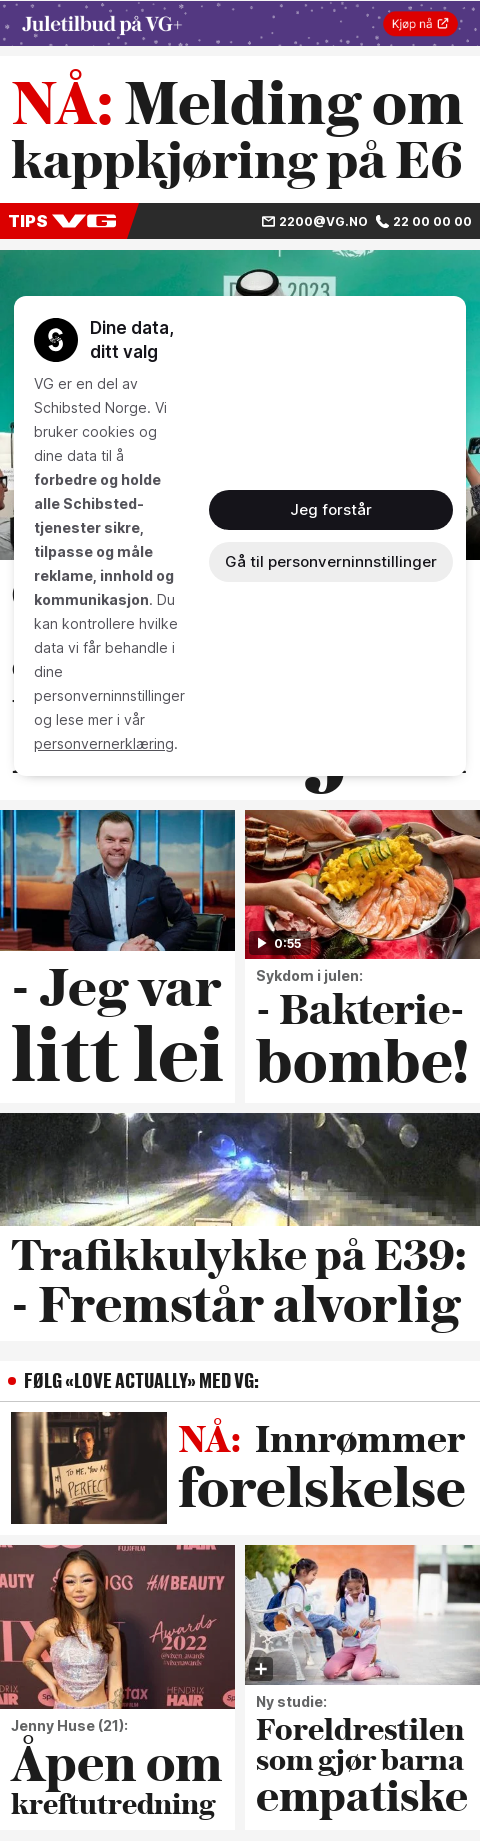 Juletilbud på VG+
Kjøp nå
NÅ: Melding om
kappkjøring på E6
TIPS VG
2200@VG.NO 22 00 00 00
2023
Dine data,
ditt valg
VG er en del av
Schibsted Norge. Vi
bruker cookies og
dine data til å
forbedre og holde
alle Schibsted-
tjenester sikre,
tilpasse og måle
reklame, innhold og
kommunikasjon. Du
kan kontrollere hvilke
data vi får behandle i
dine
personverninnstillinger
og lese mer i vår
personvernerklæring.
Jeg forstår
Gå til personverninnstillinger
- Jeg var
litt lei
0:55
Sykdom i julen:
- Bakterie-
bombe!
Trafikkulykke på E39:
- Fremstår alvorlig
FØLG «LOVE ACTUALLY» MED VG:
TO ME, YOU ARE
PERFECT
NÅ: Innrømmer
forelskelse
H&M BEAUTY
Awards
2022
HAIR
Jenny Huse (21):
Åpen om
kreftutredning
Ny studie:
Foreldrestilen
som gjør barna
empatiske